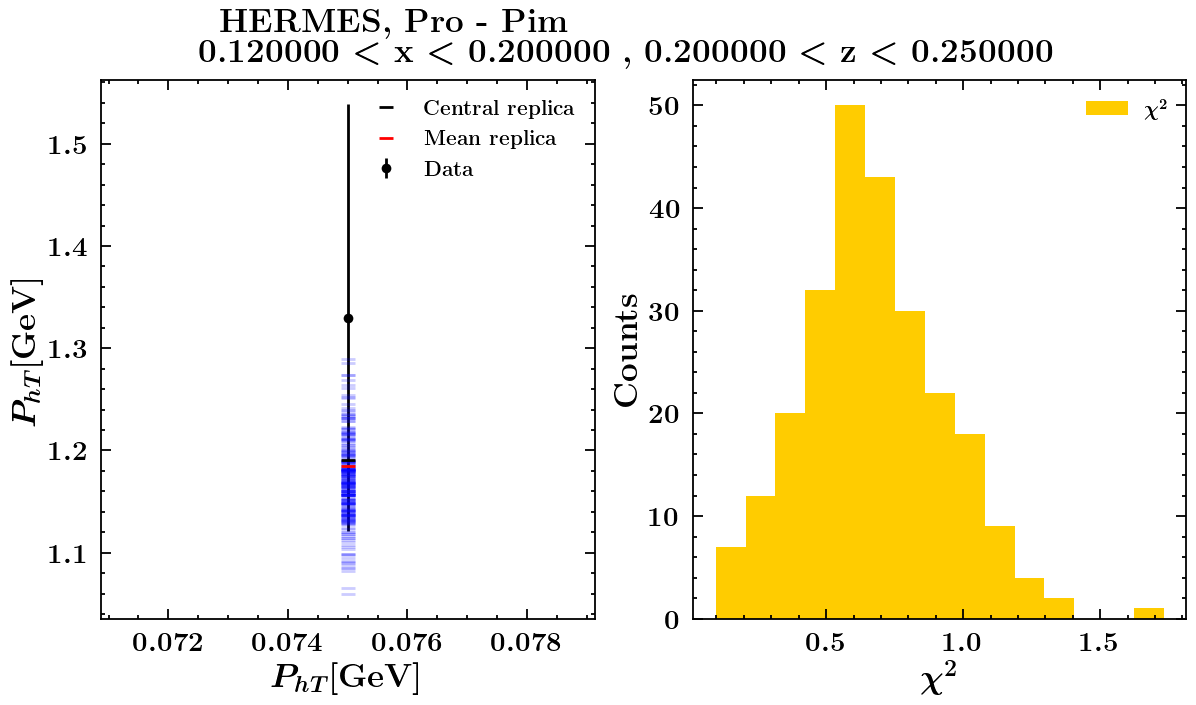 HERMES, Pro - Pim
0.120000 < x < 0.200000 , 0.200000 < z < 0.250000
Central replica
Mean replica
Data
1.5
1.4
1.3
1.2
1.1
P_{hT}[GeV]
0.072
0.074
0.076
0.078
P_{hT}[GeV]
χ²
50
40
30
20
10
0
Counts
0.5
1.0
1.5
χ²